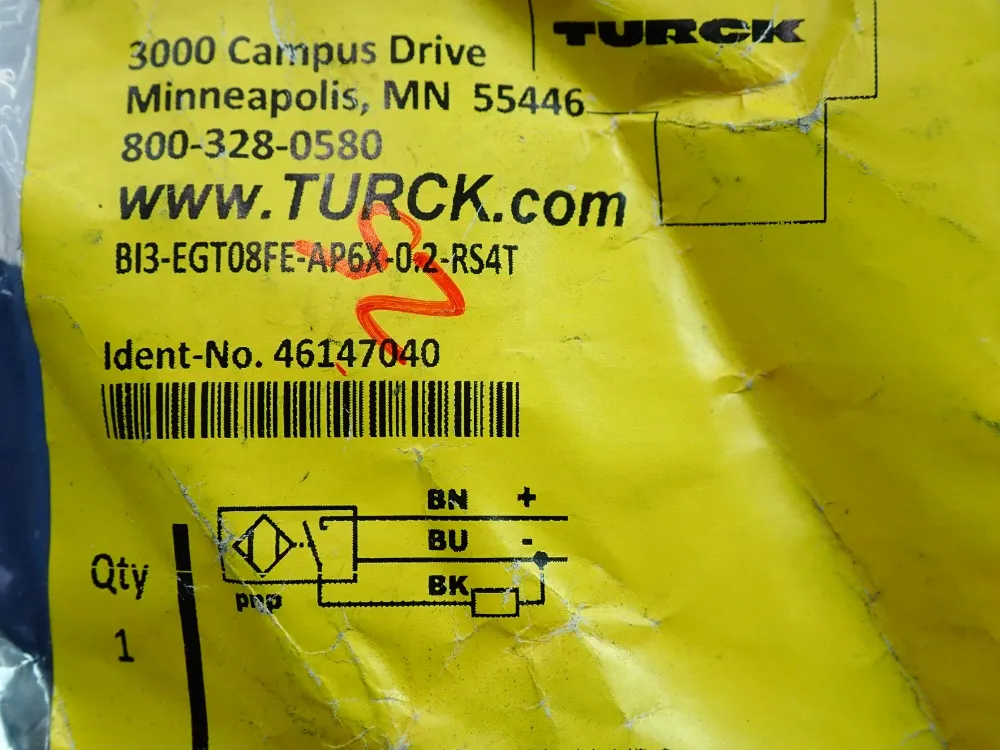 TURCK
3000 Campus Drive
Minneapolis, MN 55446
800-328-0580
www.TURCK.com
BI3-EGT08FE-AP6X-0.2-RS4T
Ident-No. 46147040
BN +
BU -
BK
pnp
Qty
1